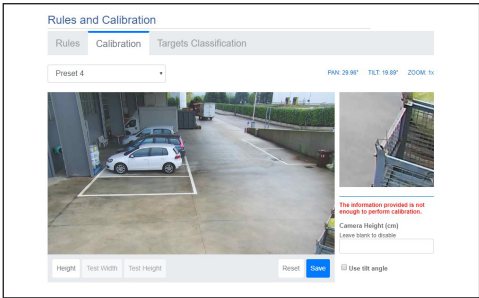 Rules and Calibration
Rules Calibration Targets Classification
Preset 4
PAN: 29.96° TILT: 19.89° ZOOM: 1x
The information provided is not
enough to perform calibration.
Camera Height (cm)
Leave blank to disable
Height Test Width Test Height Reset Save
Use tilt angle